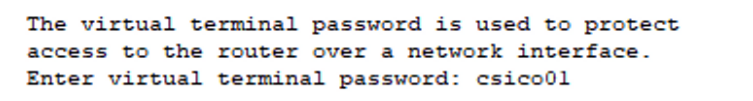 The virtual terminal password is used to protect
access to the router over a network interface.
Enter virtual terminal password: csico01